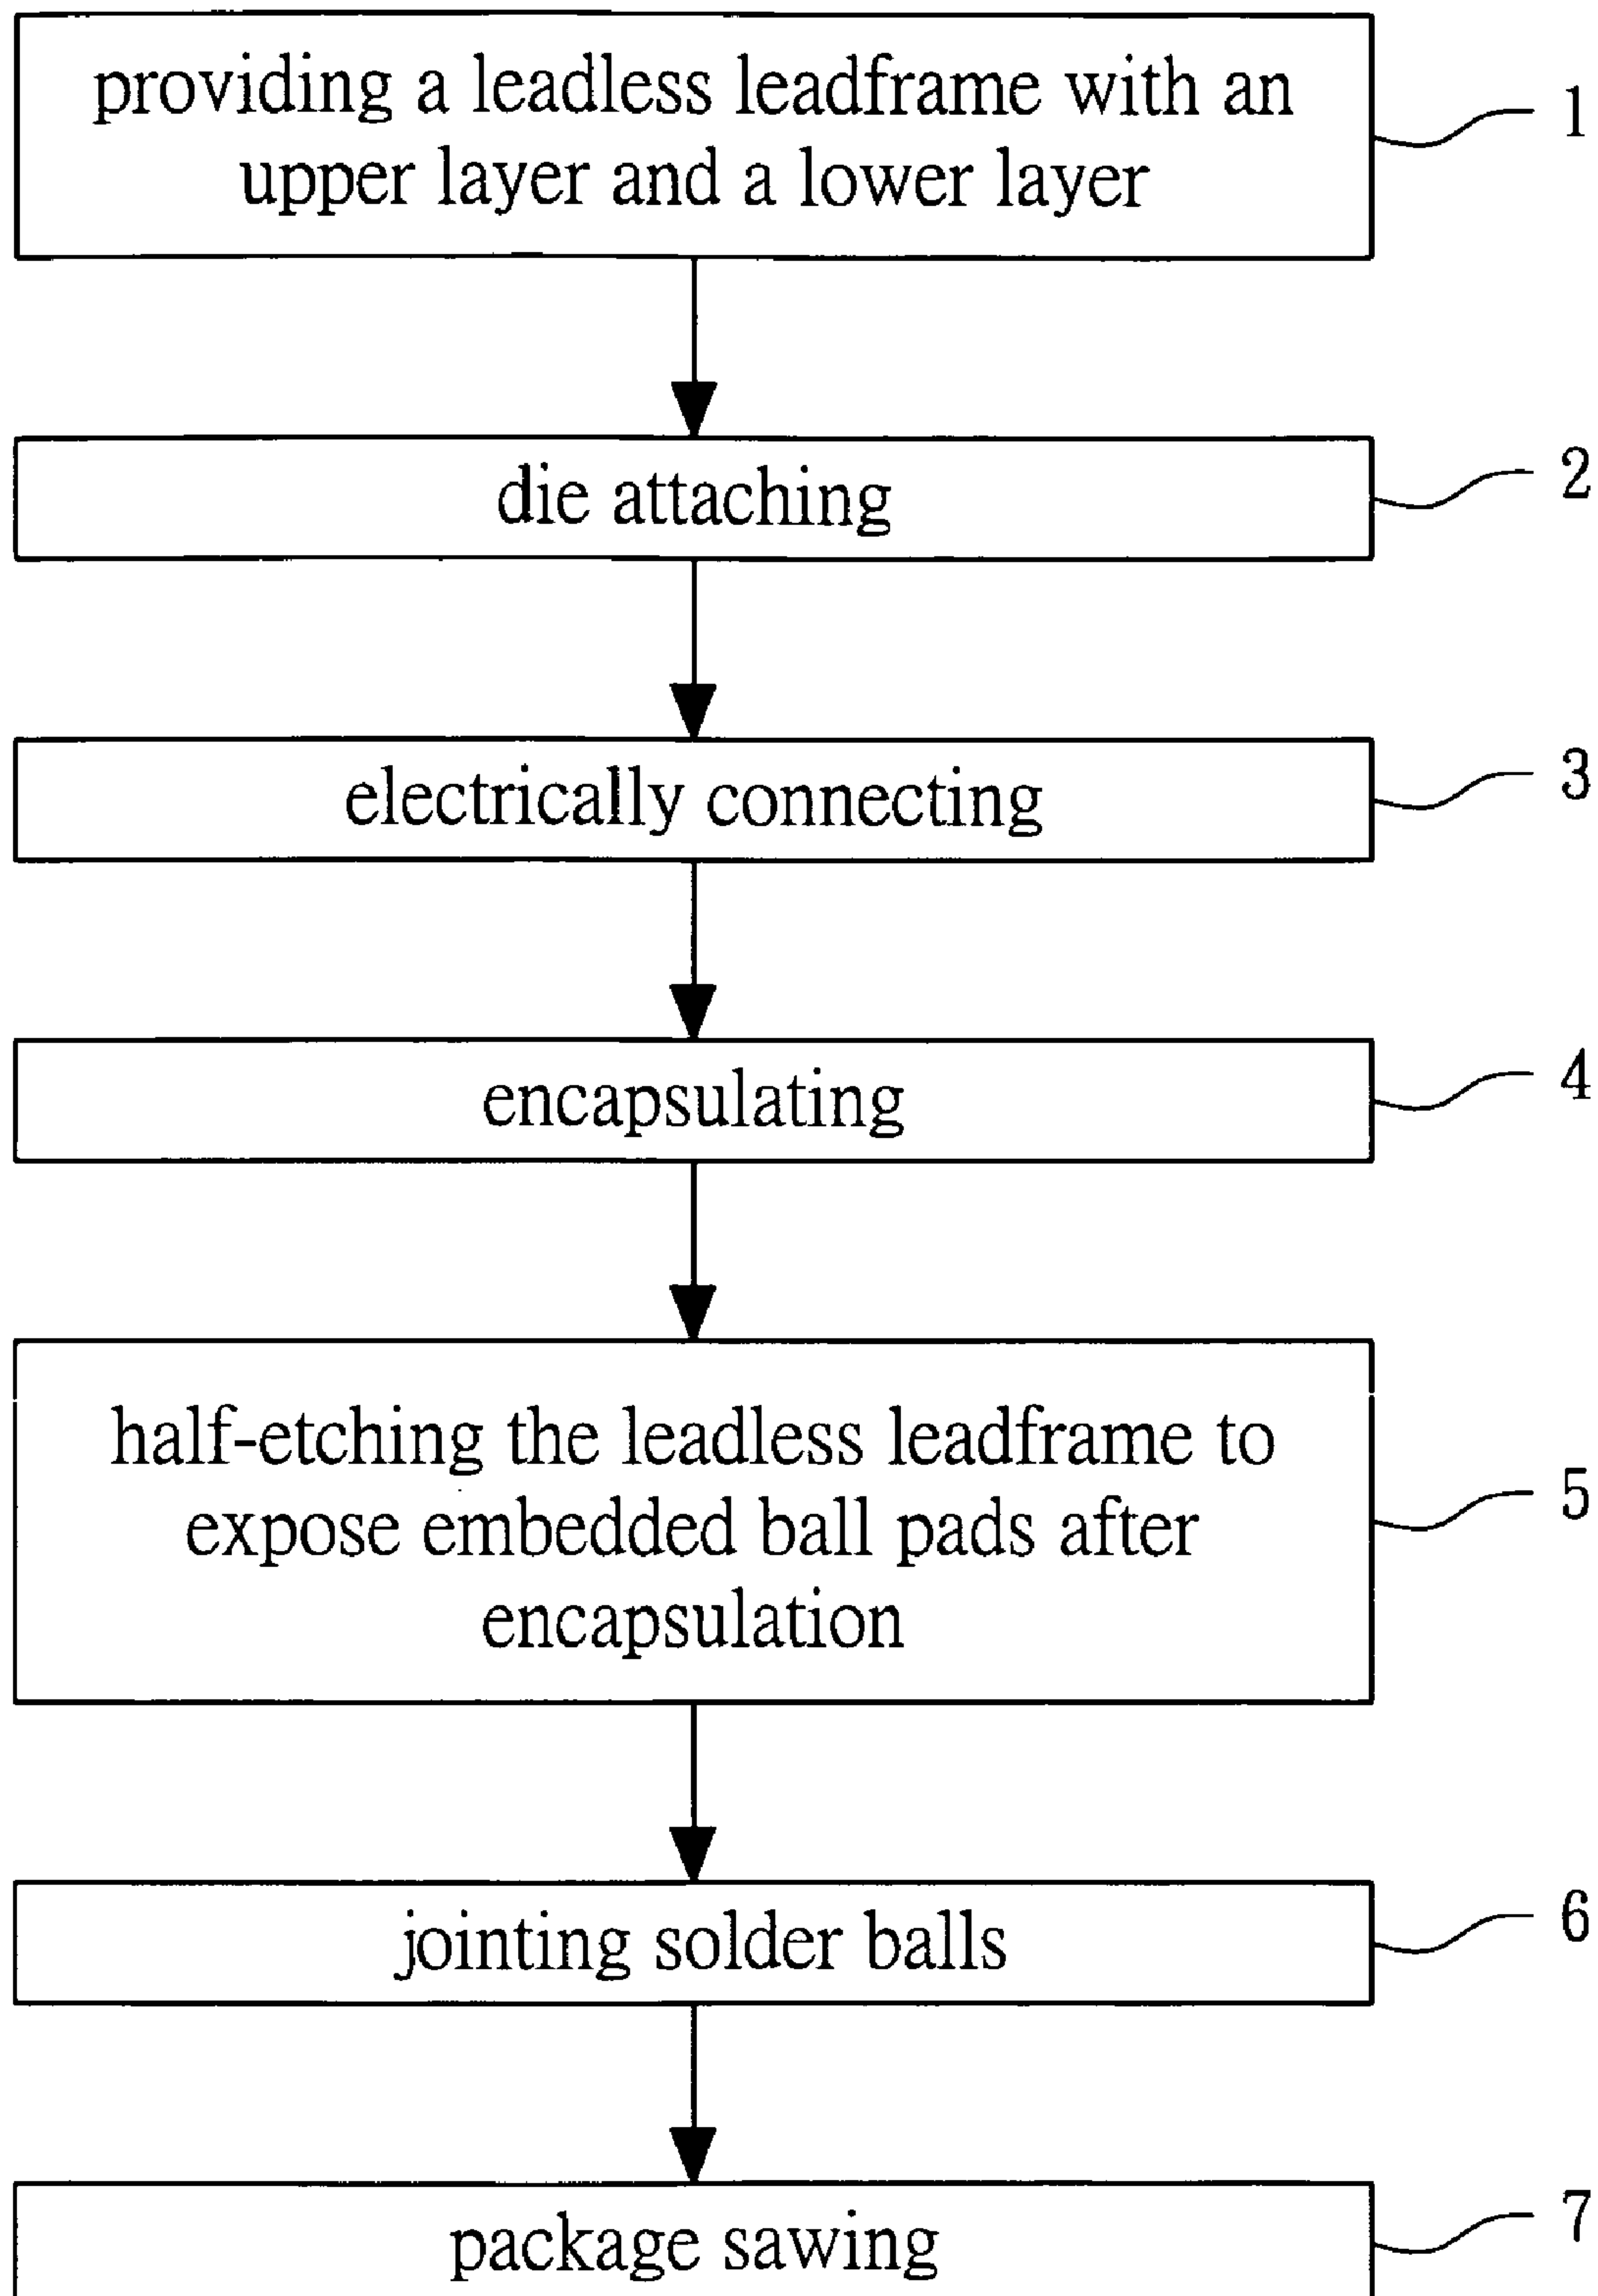 providing a leadless leadframe with an
upper layer and a lower layer
1
die attaching
2
electrically connecting
3
encapsulating
4
half-etching the leadless leadframe to
expose embedded ball pads after
encapsulation
5
jointing solder balls
6
package sawing
7